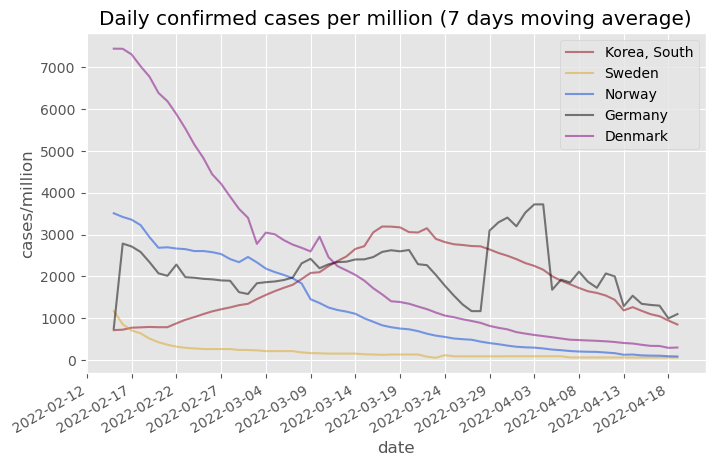 Daily confirmed cases per million (7 days moving average)
Korea, South
Sweden
Norway
Germany
Denmark
cases/million
7000
6000
5000
4000
3000
2000
1000
0
2022-02-12
2022-02-17
2022-02-22
2022-02-27
2022-03-04
2022-03-09
2022-03-14
2022-03-19
2022-03-24
2022-03-29
2022-04-03
2022-04-08
2022-04-13
2022-04-18
date